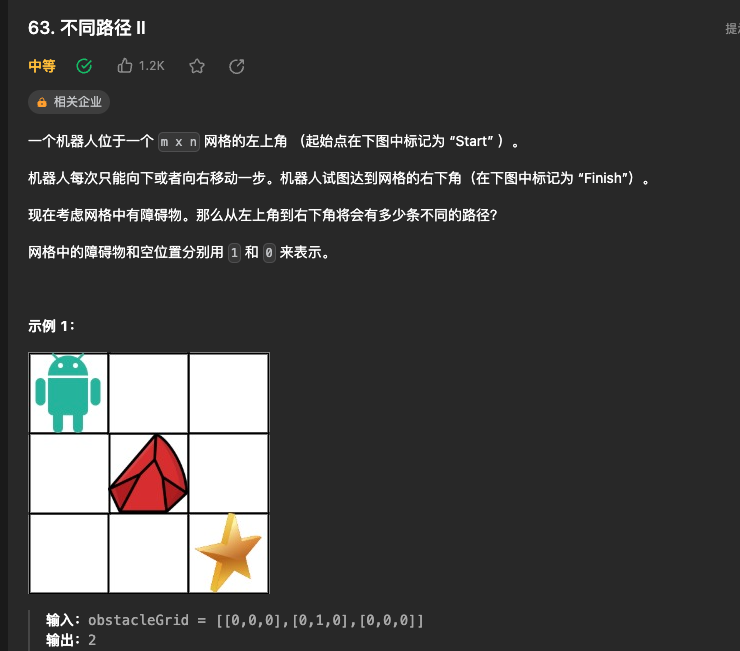 63. 不同路径 II
提
中等
1.2K
相关企业
一个机器人位于一个 m x n 网格的左上角 （起始点在下图中标记为 “Start” ）。
机器人每次只能向下或者向右移动一步。机器人试图达到网格的右下角（在下图中标记为 “Finish”）。
现在考虑网格中有障碍物。那么从左上角到右下角将会有多少条不同的路径？
网格中的障碍物和空位置分别用 1 和 0 来表示。
示例 1：
输入：obstacleGrid = [[0,0,0],[0,1,0],[0,0,0]]
输出：2